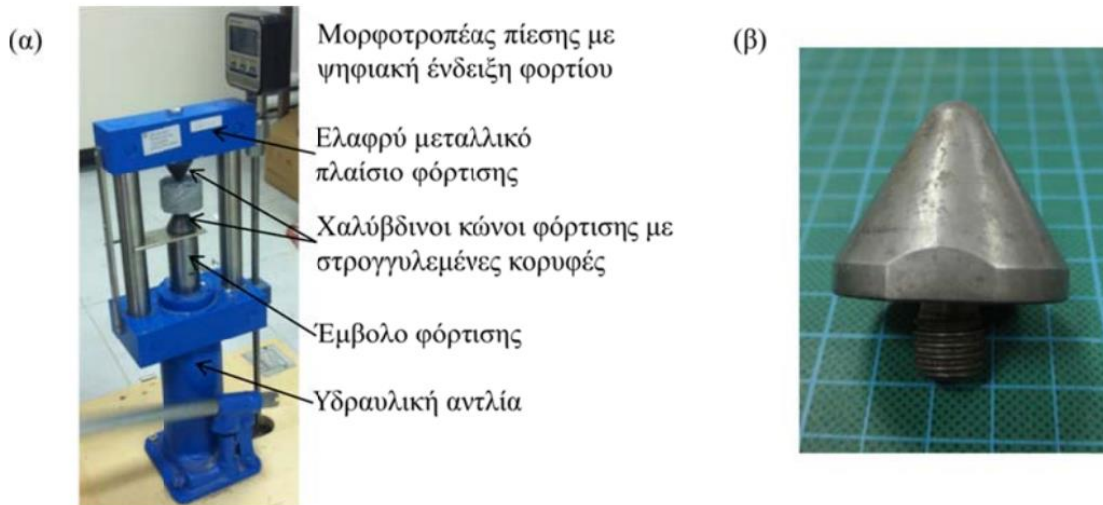 (α)
Μορφοτροπέας πίεσης με
ψηφιακή ένδειξη φορτίου
Ελαφρύ μεταλλικό
πλαίσιο φόρτισης
Χαλύβδινοι κώνοι φόρτισης με
στρογγυλεμένες κορυφές
Έμβολο φόρτισης
Υδραυλική αντλία
(β)